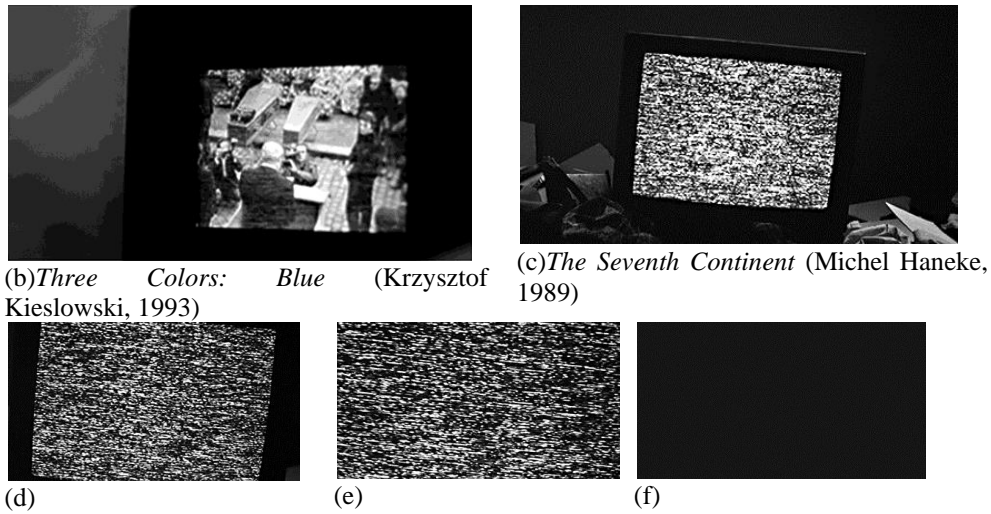 (b)Three Colors: Blue (Krzysztof
Kieslowski, 1993)
(c)The Seventh Continent (Michel Haneke,
1989)
(d)
(e)
(f)